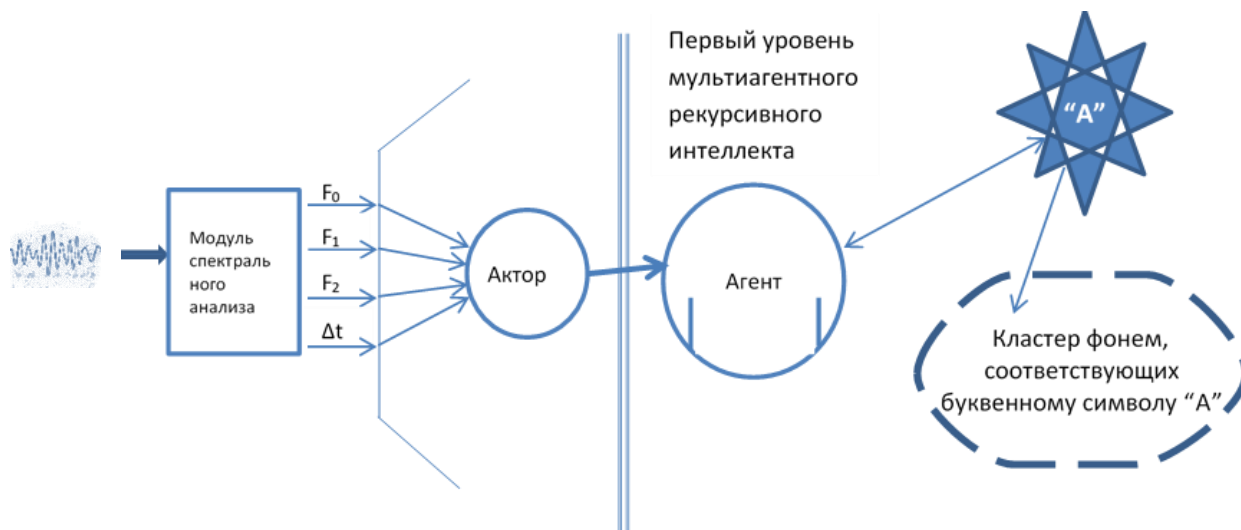 Первый уровень
мультиагентного
рекурсивного
интеллекта
“А”
F₀
Модуль
спектраль
ного
анализа
F₁
F₂
Δt
Актор
Агент
Кластер фонем,
соответствующих
буквенному символу “А”